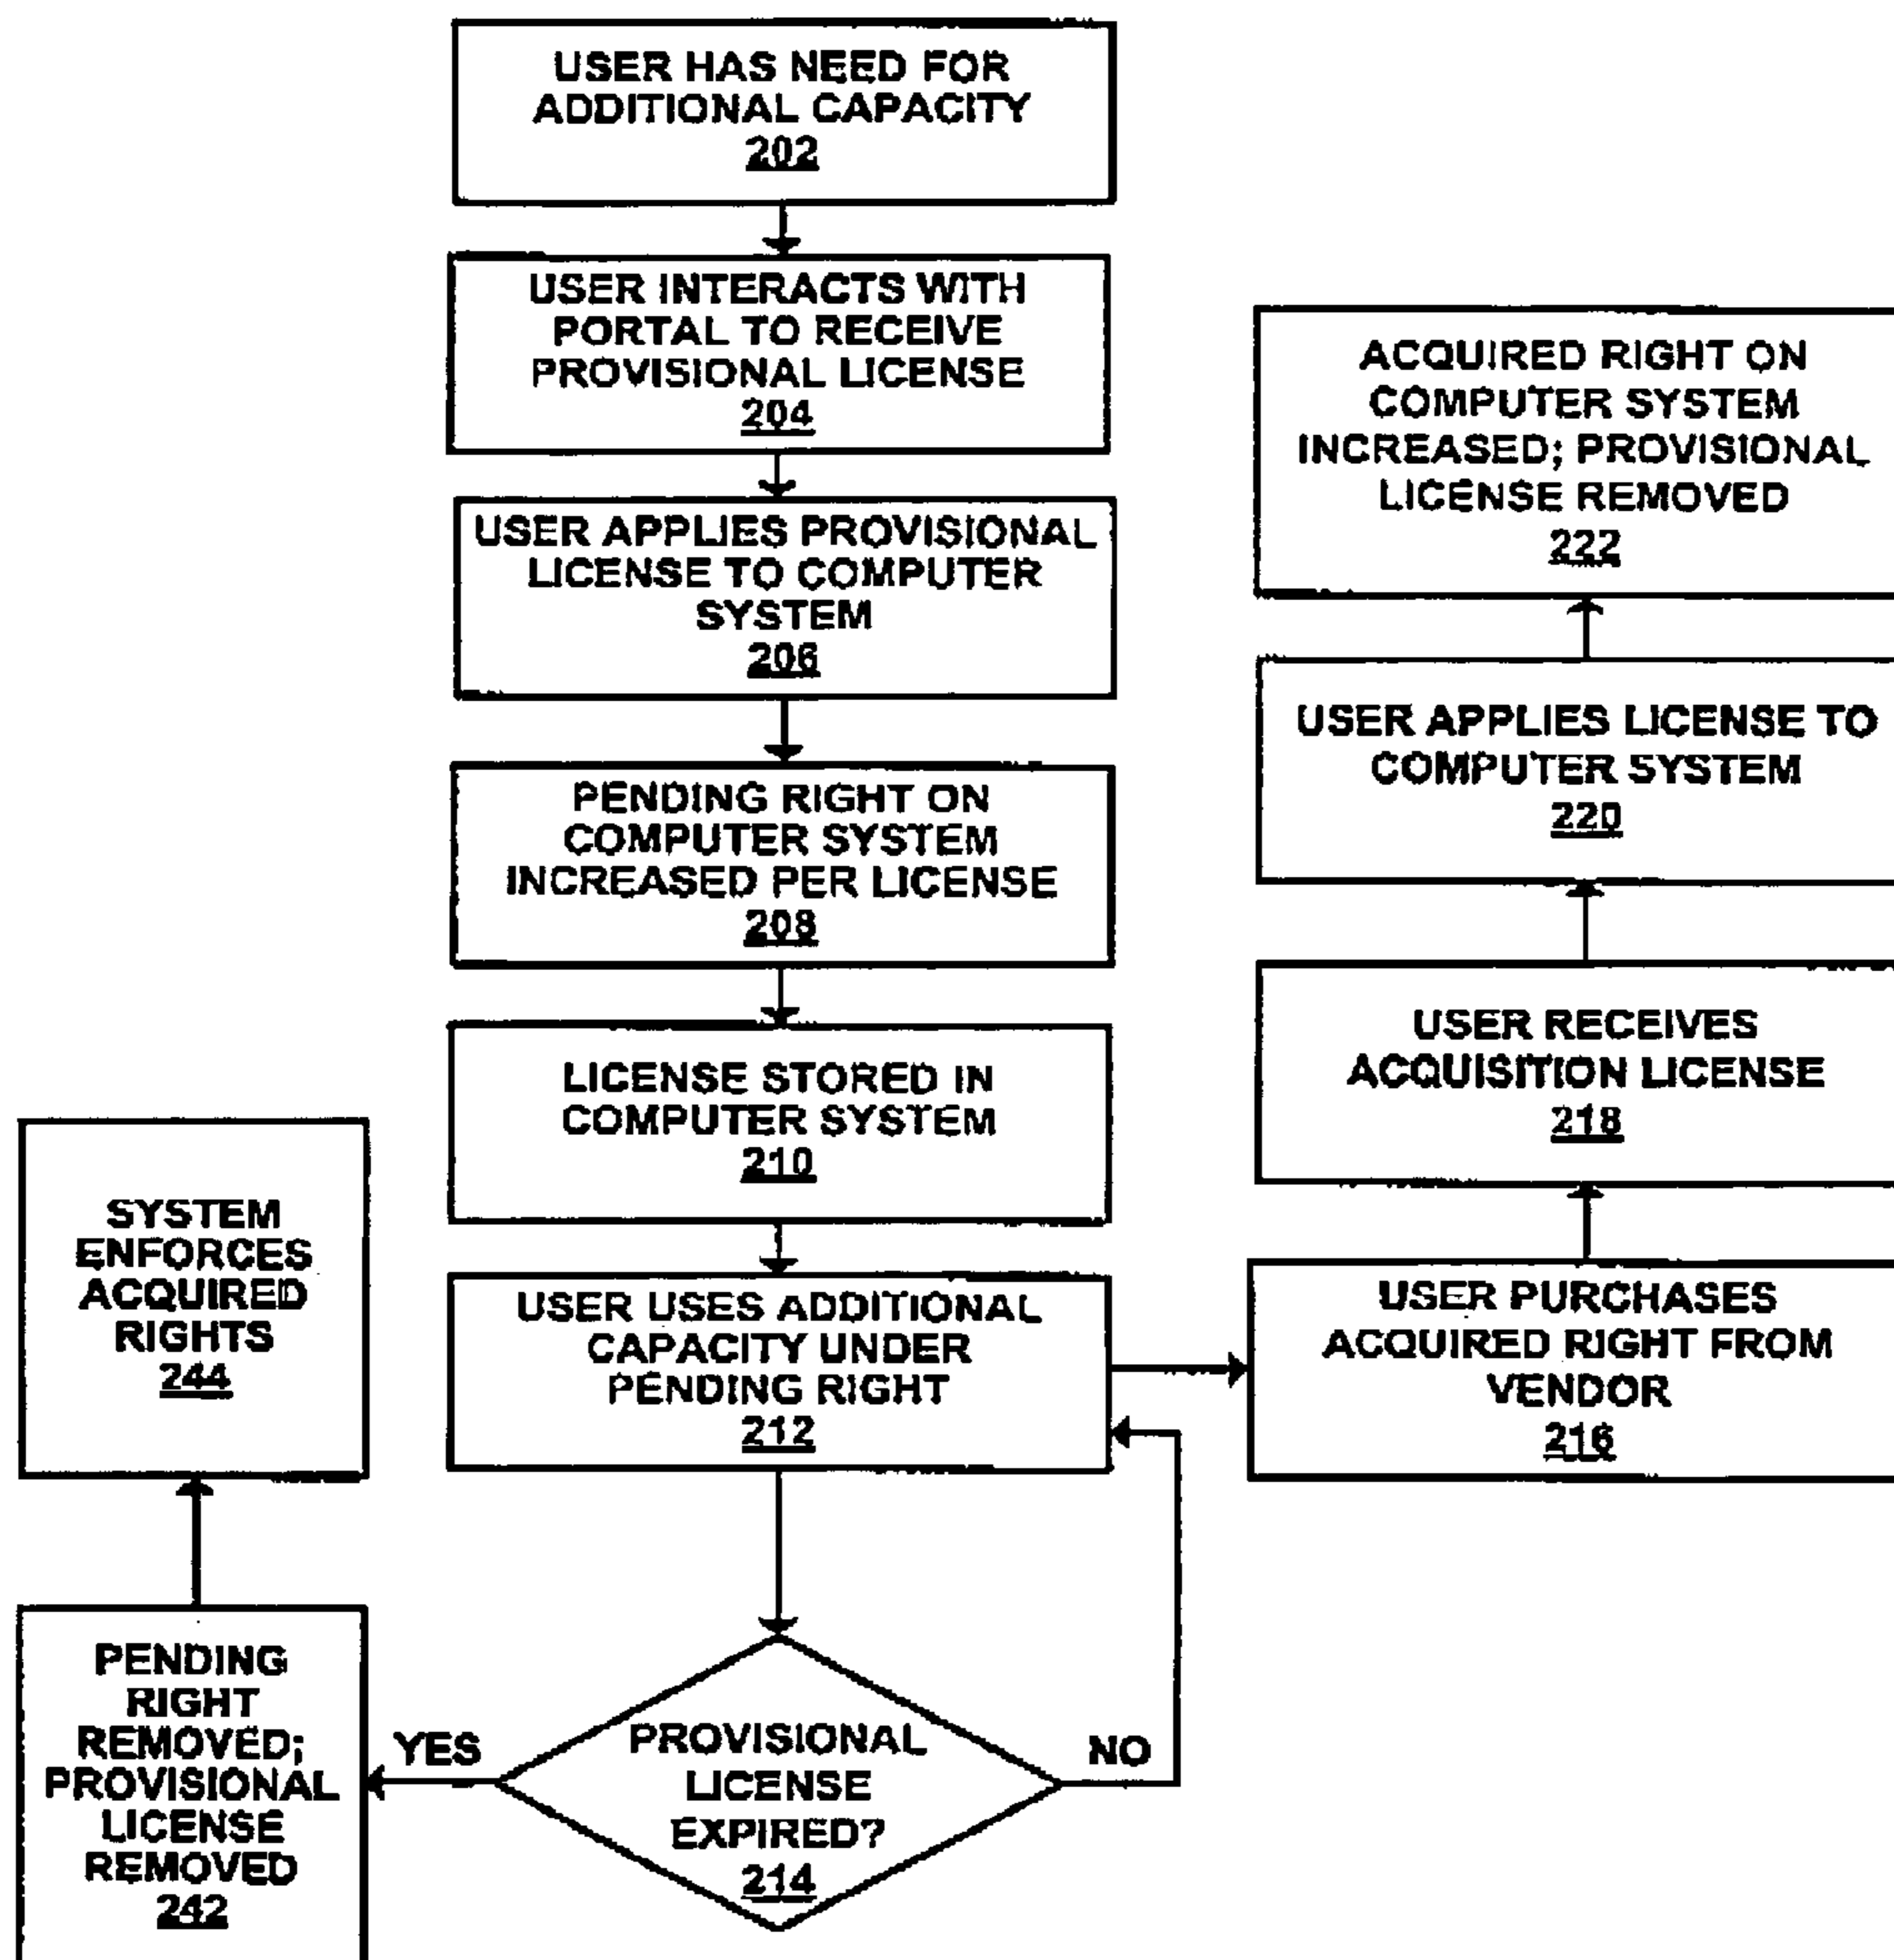 USER HAS NEED FOR
ADDITIONAL CAPACITY
202
USER INTERACTS WITH
PORTAL TO RECEIVE
PROVISIONAL LICENSE
204
USER APPLIES PROVISIONAL
LICENSE TO COMPUTER
SYSTEM
206
PENDING RIGHT ON
COMPUTER SYSTEM
INCREASED PER LICENSE
208
LICENSE STORED IN
COMPUTER SYSTEM
210
USER USES ADDITIONAL
CAPACITY UNDER
PENDING RIGHT
212
PROVISIONAL
LICENSE
EXPIRED?
214
YES
NO
PENDING
RIGHT
REMOVED;
PROVISIONAL
LICENSE
REMOVED
242
SYSTEM
ENFORCES
ACQUIRED
RIGHTS
244
USER PURCHASES
ACQUIRED RIGHT FROM
VENDOR
216
USER RECEIVES
ACQUISITION LICENSE
218
USER APPLIES LICENSE TO
COMPUTER SYSTEM
220
ACQUIRED RIGHT ON
COMPUTER SYSTEM
INCREASED; PROVISIONAL
LICENSE REMOVED
222